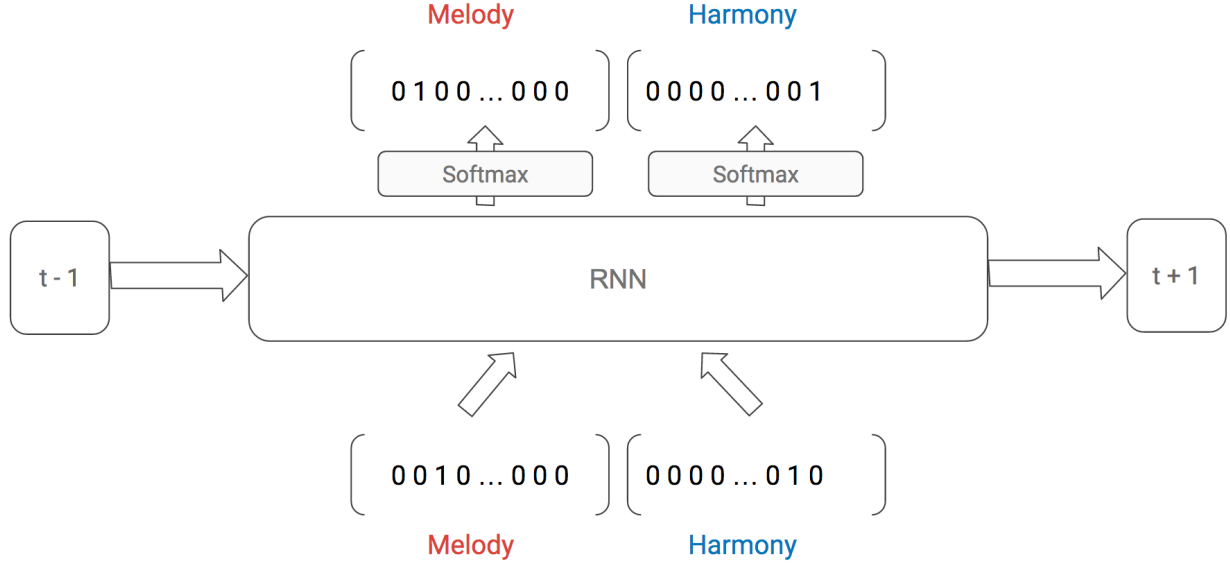 Melody Harmony
0 1 0 0 ... 0 0 0 0 0 0 0 ... 0 0 1
Softmax Softmax
t - 1 RNN t + 1
0 0 1 0 ... 0 0 0 0 0 0 0 ... 0 1 0
Melody Harmony